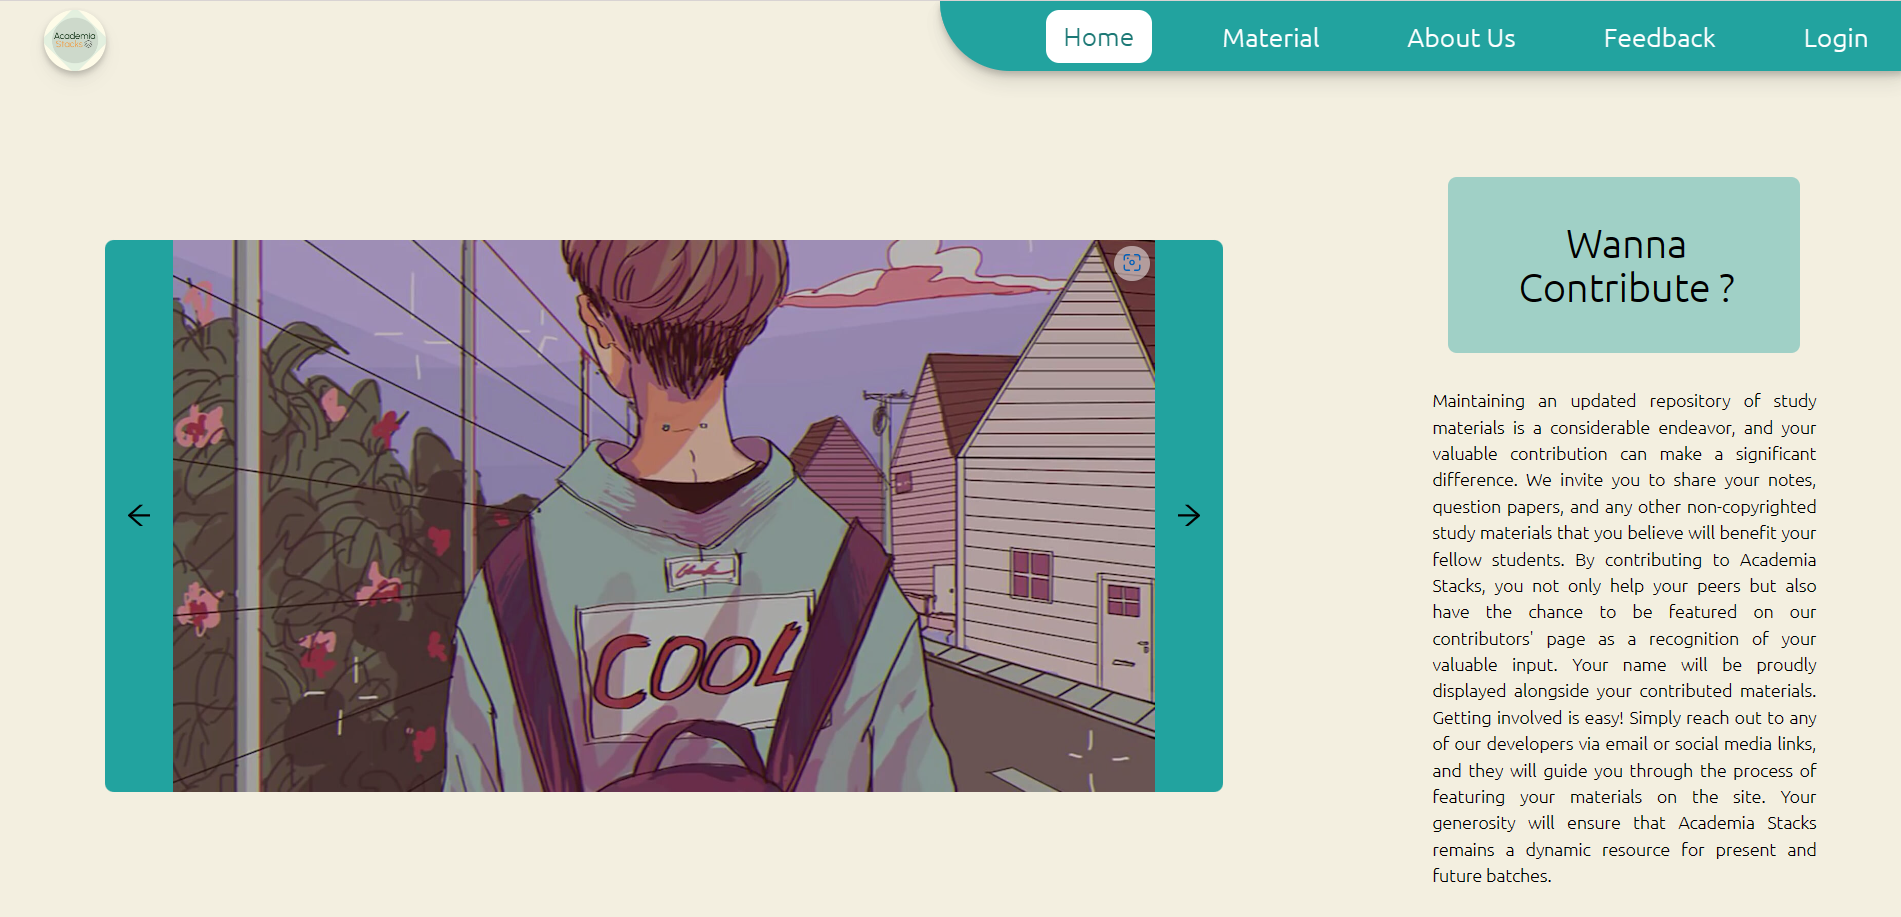 Academia
Stacks
Home
Material
About Us
Feedback
Login
COOL
Wanna
Contribute ?
Maintaining an updated repository of study
materials is a considerable endeavor, and your
valuable contribution can make a significant
difference. We invite you to share your notes,
question papers, and any other non-copyrighted
study materials that you believe will benefit your
fellow students. By contributing to Academia
Stacks, you not only help your peers but also
have the chance to be featured on our
contributors' page as a recognition of your
valuable input. Your name will be proudly
displayed alongside your contributed materials.
Getting involved is easy! Simply reach out to any
of our developers via email or social media links,
and they will guide you through the process of
featuring your materials on the site. Your
generosity will ensure that Academia Stacks
remains a dynamic resource for present and
future batches.